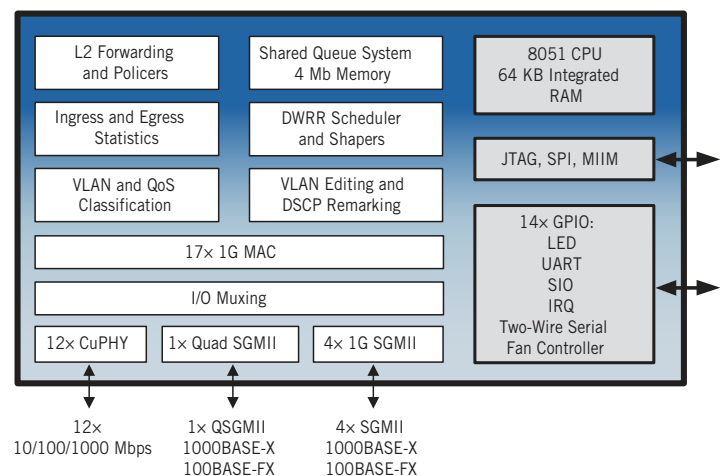 L2 Forwarding
and Policers
Shared Queue System
4 Mb Memory
8051 CPU
64 KB Integrated
RAM
Ingress and Egress
Statistics
DWRR Scheduler
and Shapers
JTAG, SPI, MIIM
VLAN and QoS
Classification
VLAN Editing and
DSCP Remarking
14× GPIO:
LED
UART
SIO
IRQ
Two-Wire Serial
Fan Controller
17× 1G MAC
I/O Muxing
12× CuPHY
1× Quad SGMII
4× 1G SGMII
12×
10/100/1000 Mbps
1× QSGMII
1000BASE-X
100BASE-FX
4× SGMII
1000BASE-X
100BASE-FX